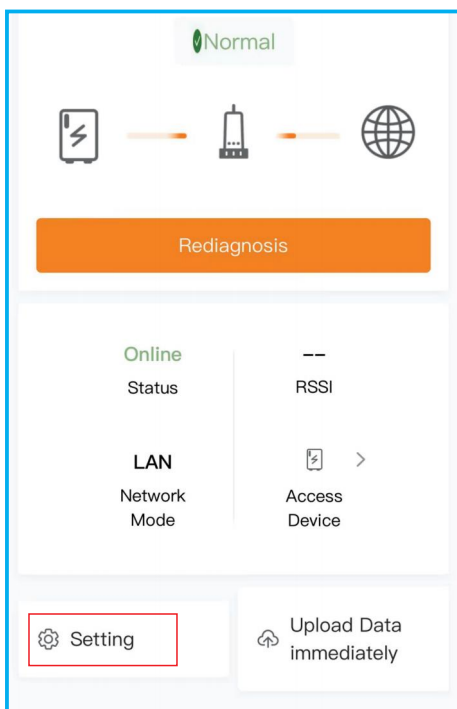 Normal
Rediagnosis
Online
Status
--
RSSI
LAN
Network
Mode
Access
Device
Setting
Upload Data
immediately